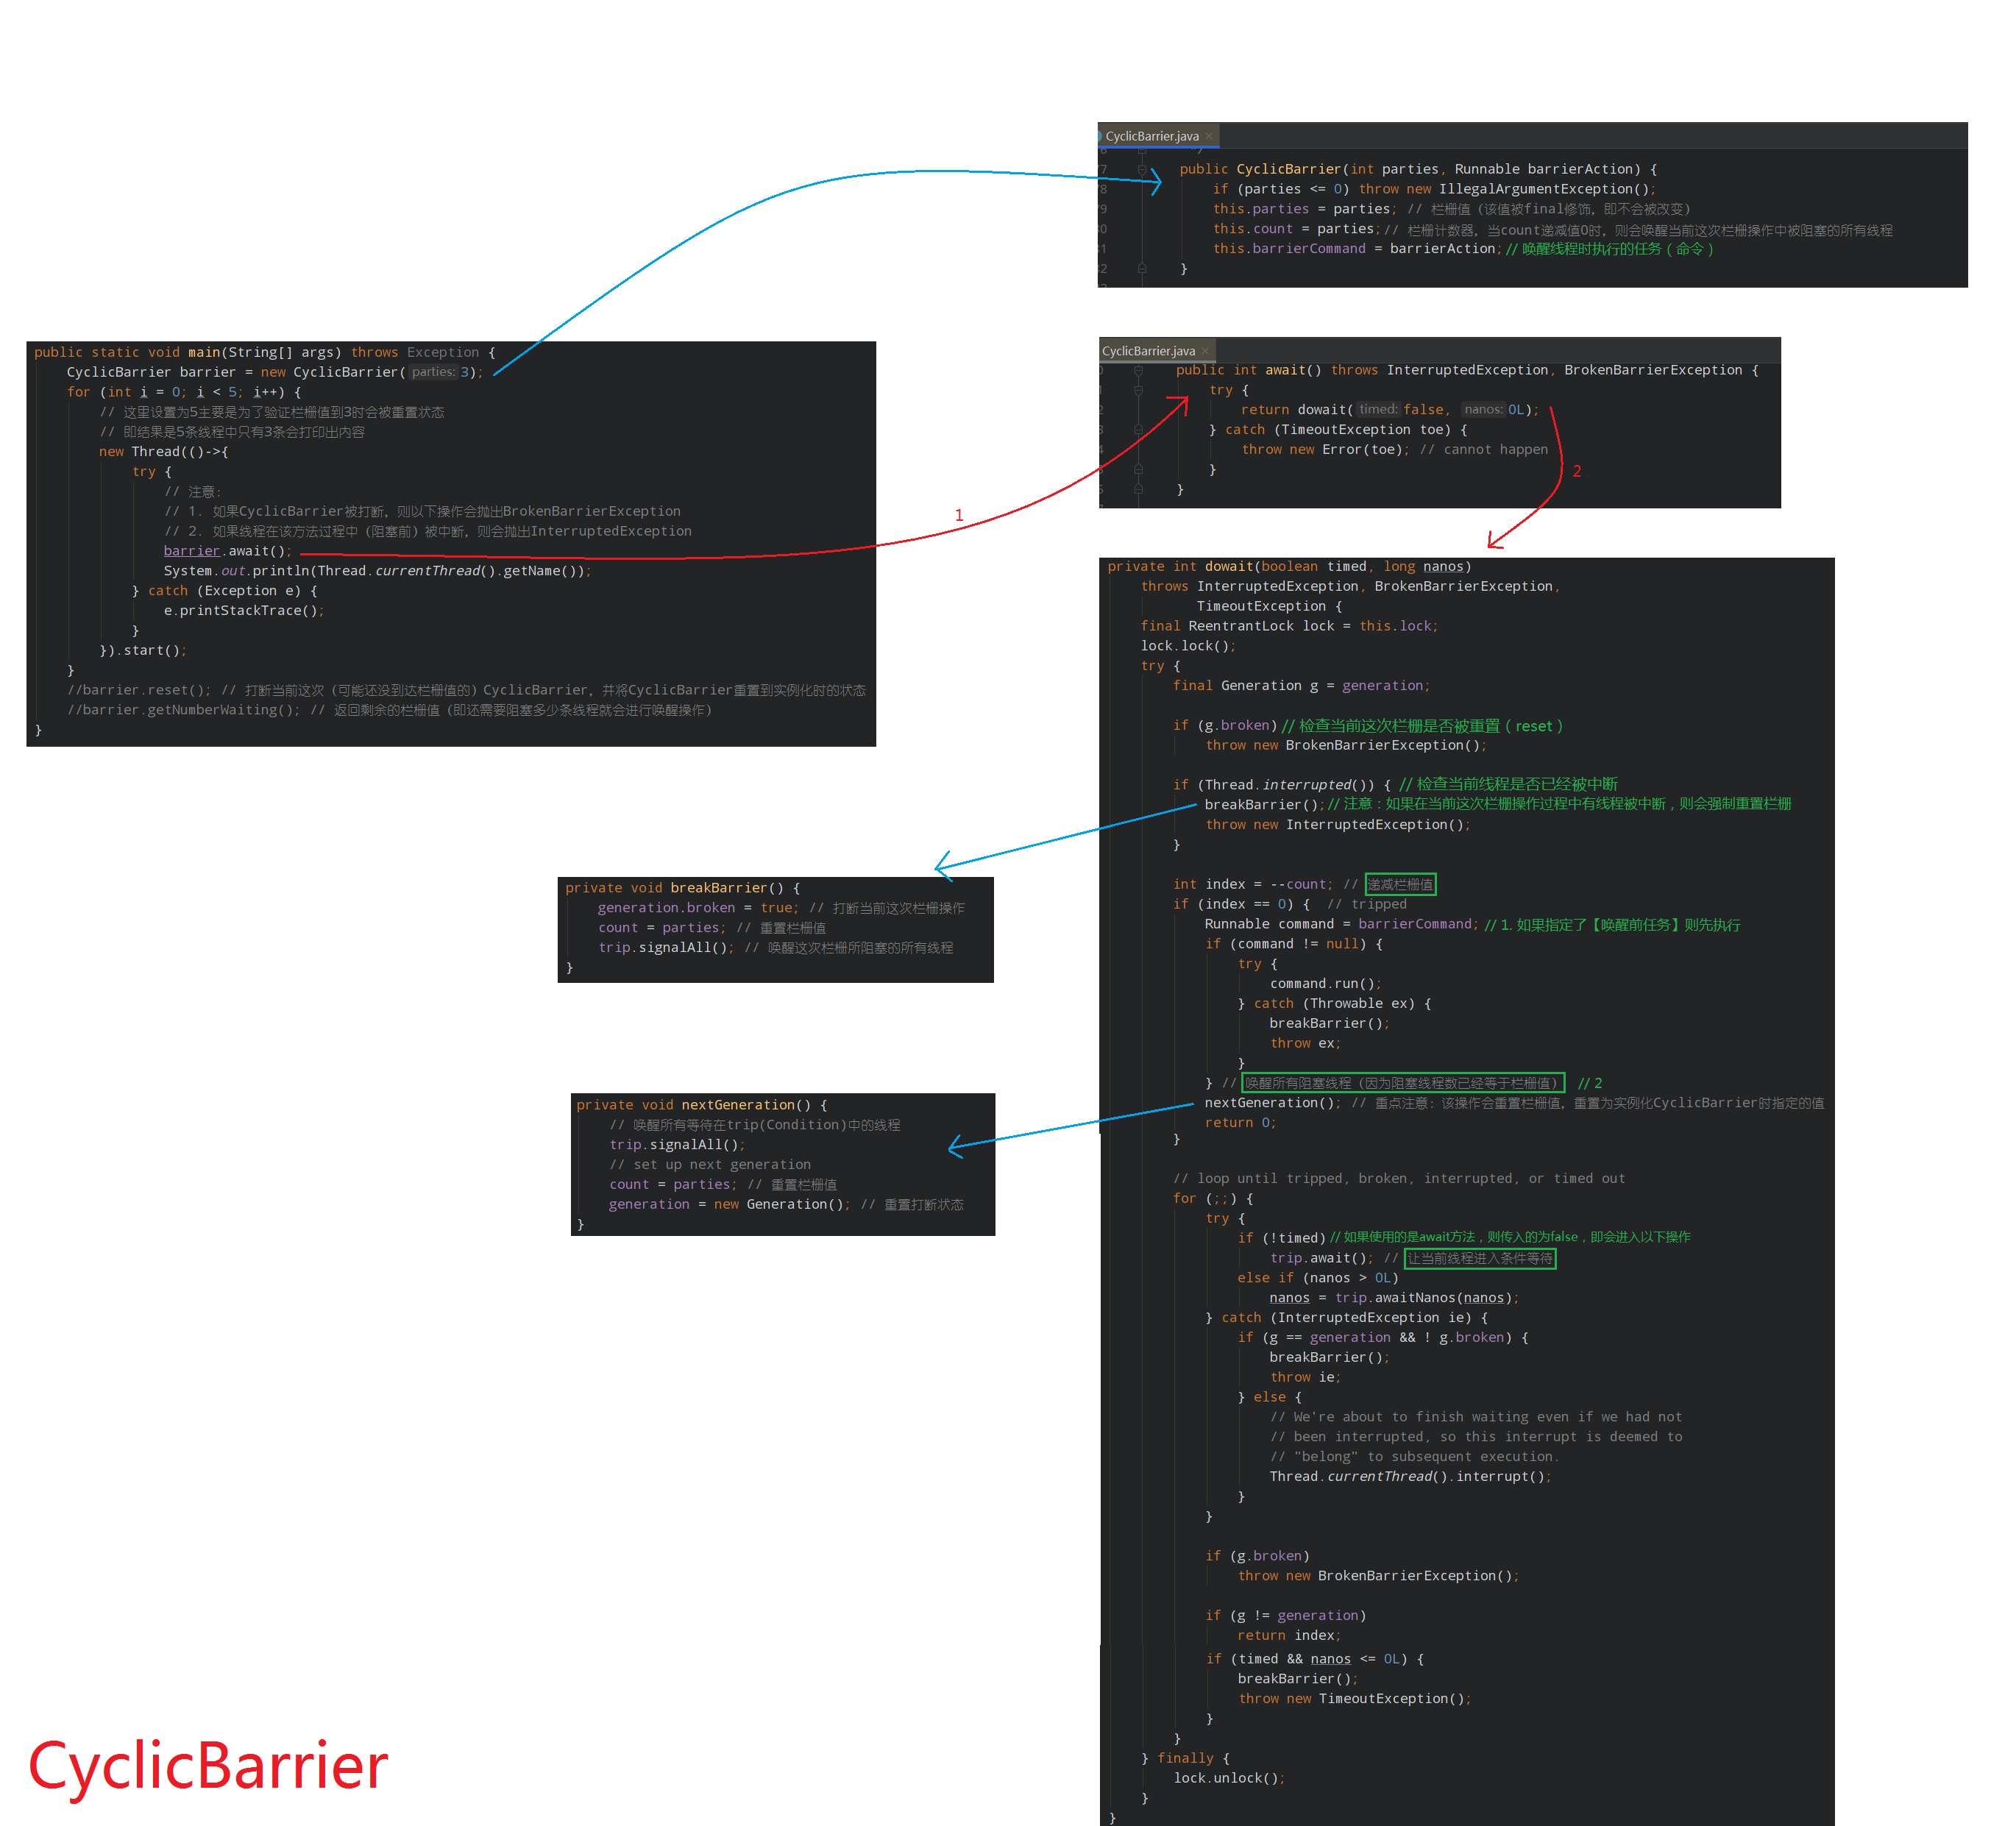 CyclicBarrier.java
77 public CyclicBarrier(int parties, Runnable barrierAction) {
78 if (parties <= 0) throw new IllegalArgumentException();
79 this.parties = parties; // 栏栅值（该值被final修饰，即不会被改变）
80 this.count = parties; // 栏栅计数器，当count递减值0时，则会唤醒当前这次栏栅操作中被阻塞的所有线程
81 this.barrierCommand = barrierAction; // 唤醒线程时执行的任务（命令）
82 }
public static void main(String[] args) throws Exception {
CyclicBarrier barrier = new CyclicBarrier( parties: 3);
for (int i = 0; i < 5; i++) {
// 这里设置为5主要是为了验证栏栅值到3时会被重置状态
// 即结果是5条线程中只有3条会打印出内容
new Thread(()->{
try {
// 注意：
// 1. 如果CyclicBarrier被打断，则以下操作会抛出BrokenBarrierException
// 2. 如果线程在该方法过程中（阻塞前）被中断，则会抛出InterruptedException
barrier.await();
System.out.println(Thread.currentThread().getName());
} catch (Exception e) {
e.printStackTrace();
}
}).start();
}
//barrier.reset(); // 打断当前这次（可能还没到达栏栅值的）CyclicBarrier，并将CyclicBarrier重置到实例化时的状态
//barrier.getNumberWaiting(); // 返回剩余的栏栅值（即还需要阻塞多少条线程就会进行唤醒操作）
}
1
CyclicBarrier.java
public int await() throws InterruptedException, BrokenBarrierException {
try {
return dowait( timed: false, nanos: 0L);
} catch (TimeoutException toe) {
throw new Error(toe); // cannot happen
}
}
2
private int dowait(boolean timed, long nanos)
throws InterruptedException, BrokenBarrierException,
TimeoutException {
final ReentrantLock lock = this.lock;
lock.lock();
try {
final Generation g = generation;
if (g.broken) // 检查当前这次栏栅是否被重置（reset）
throw new BrokenBarrierException();
if (Thread.interrupted()) { // 检查当前线程是否已经被中断
breakBarrier(); // 注意：如果在当前这次栏栅操作过程中有线程被中断，则会强制重置栏栅
throw new InterruptedException();
}
int index = --count; // 递减栏栅值
if (index == 0) { // tripped
Runnable command = barrierCommand; // 1. 如果指定了【唤醒前任务】则先执行
if (command != null) {
try {
command.run();
} catch (Throwable ex) {
breakBarrier();
throw ex;
}
} // 唤醒所有阻塞线程（因为阻塞线程数已经等于栏栅值） // 2
nextGeneration(); // 重点注意：该操作会重置栏栅值，重置为实例化CyclicBarrier时指定的值
return 0;
}
// loop until tripped, broken, interrupted, or timed out
for (;;) {
try {
if (!timed) // 如果使用的是await方法，则传入的为false，即会进入以下操作
trip.await(); // 让当前线程进入条件等待
else if (nanos > 0L)
nanos = trip.awaitNanos(nanos);
} catch (InterruptedException ie) {
if (g == generation && ! g.broken) {
breakBarrier();
throw ie;
} else {
// We're about to finish waiting even if we had not
// been interrupted, so this interrupt is deemed to
// "belong" to subsequent execution.
Thread.currentThread().interrupt();
}
}
if (g.broken)
throw new BrokenBarrierException();
if (g != generation)
return index;
if (timed && nanos <= 0L) {
breakBarrier();
throw new TimeoutException();
}
}
} finally {
lock.unlock();
}
}
private void breakBarrier() {
generation.broken = true; // 打断当前这次栏栅操作
count = parties; // 重置栏栅值
trip.signalAll(); // 唤醒这次栏栅所阻塞的所有线程
}
private void nextGeneration() {
// 唤醒所有等待在trip(Condition)中的线程
trip.signalAll();
// set up next generation
count = parties; // 重置栏栅值
generation = new Generation(); // 重置打断状态
}
CyclicBarrier